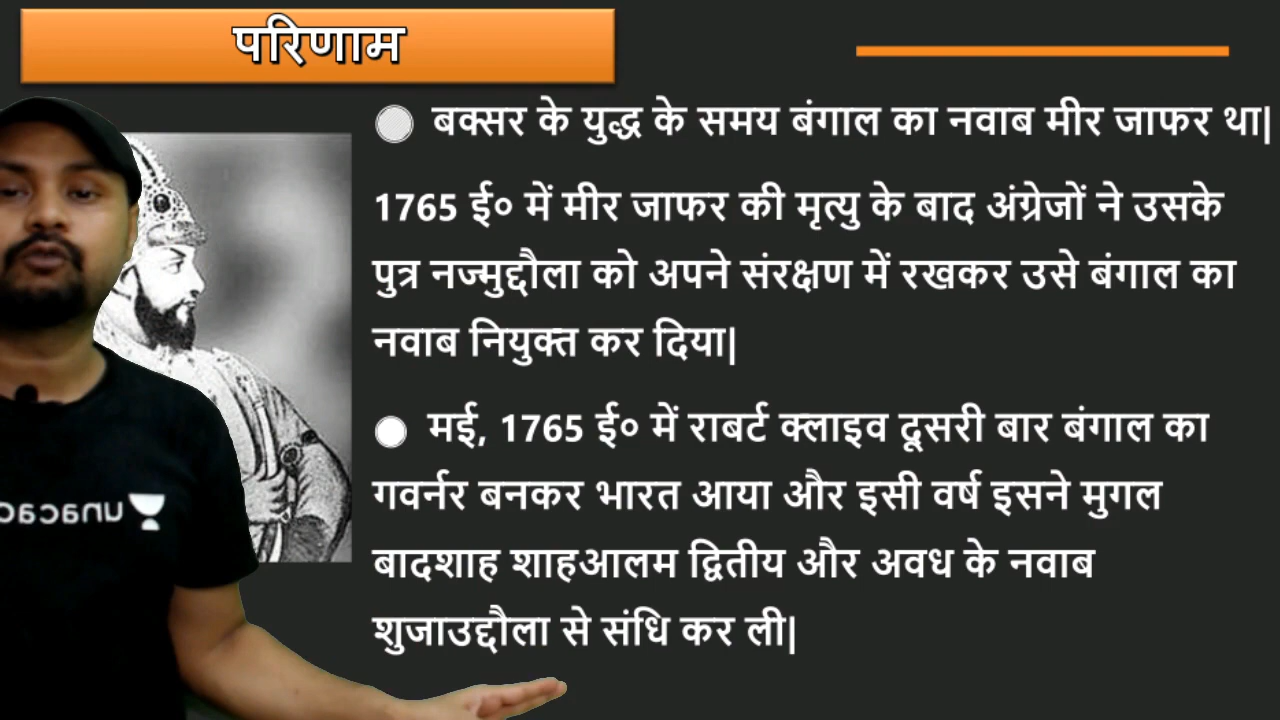 परिणाम
बक्सर के युद्ध के समय बंगाल का नवाब मीर जाफर था|
1765 ई० में मीर जाफर की मृत्यु के बाद अंग्रेजों ने उसके
पुत्र नज्मुद्दौला को अपने संरक्षण में रखकर उसे बंगाल का
नवाब नियुक्त कर दिया|
मई, 1765 ई० में राबर्ट क्लाइव दूसरी बार बंगाल का
गवर्नर बनकर भारत आया और इसी वर्ष इसने मुगल
बादशाह शाहआलम द्वितीय और अवध के नवाब
शुजाउद्दौला से संधि कर ली|
unacad